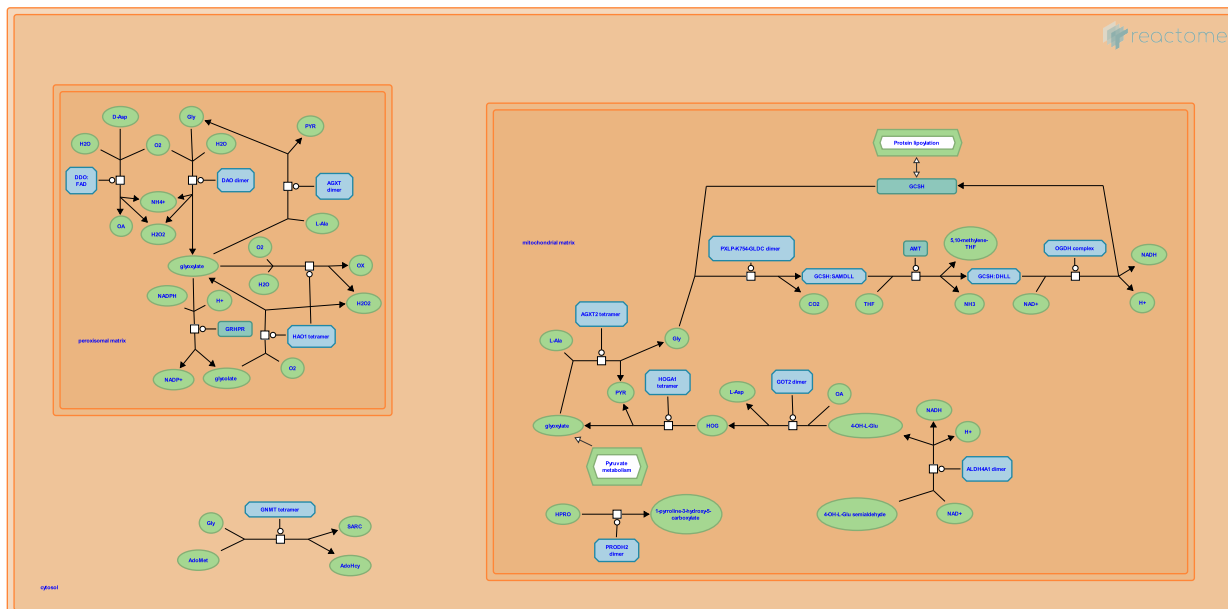 reactome
D-Asp
Gly
PYR
H2O
O2
H2O
DDO:
FAD
DAO dimer
AGXT
dimer
NH4+
OA
H2O2
L-Ala
glyoxylate
O2
OX
H2O
NADPH
H+
H2O2
GRHPR
HAO1 tetramer
peroxisomal matrix
NADP+
glycolate
O2
Protein lipoylation
GCSH
mitochondrial matrix
PXLP-K754-GLDC dimer
AMT
5,10-methylene-
THF
OGDH complex
NADH
GCSH:SAMDLL
GCSH:DHLL
CO2
THF
NH3
NAD+
H+
AGXT2 tetramer
L-Ala
Gly
HOGA1
tetramer
GOT2 dimer
PYR
L-Asp
OA
NADH
glyoxylate
HOG
4-OH-L-Glu
H+
Pyruvate
metabolism
ALDH4A1 dimer
HPRO
1-pyrroline-3-hydroxy-5-
carboxylate
4-OH-L-Glu semialdehyde
NAD+
PRODH2
dimer
GNMT tetramer
Gly
SARC
AdoMet
AdoHcy
cytosol